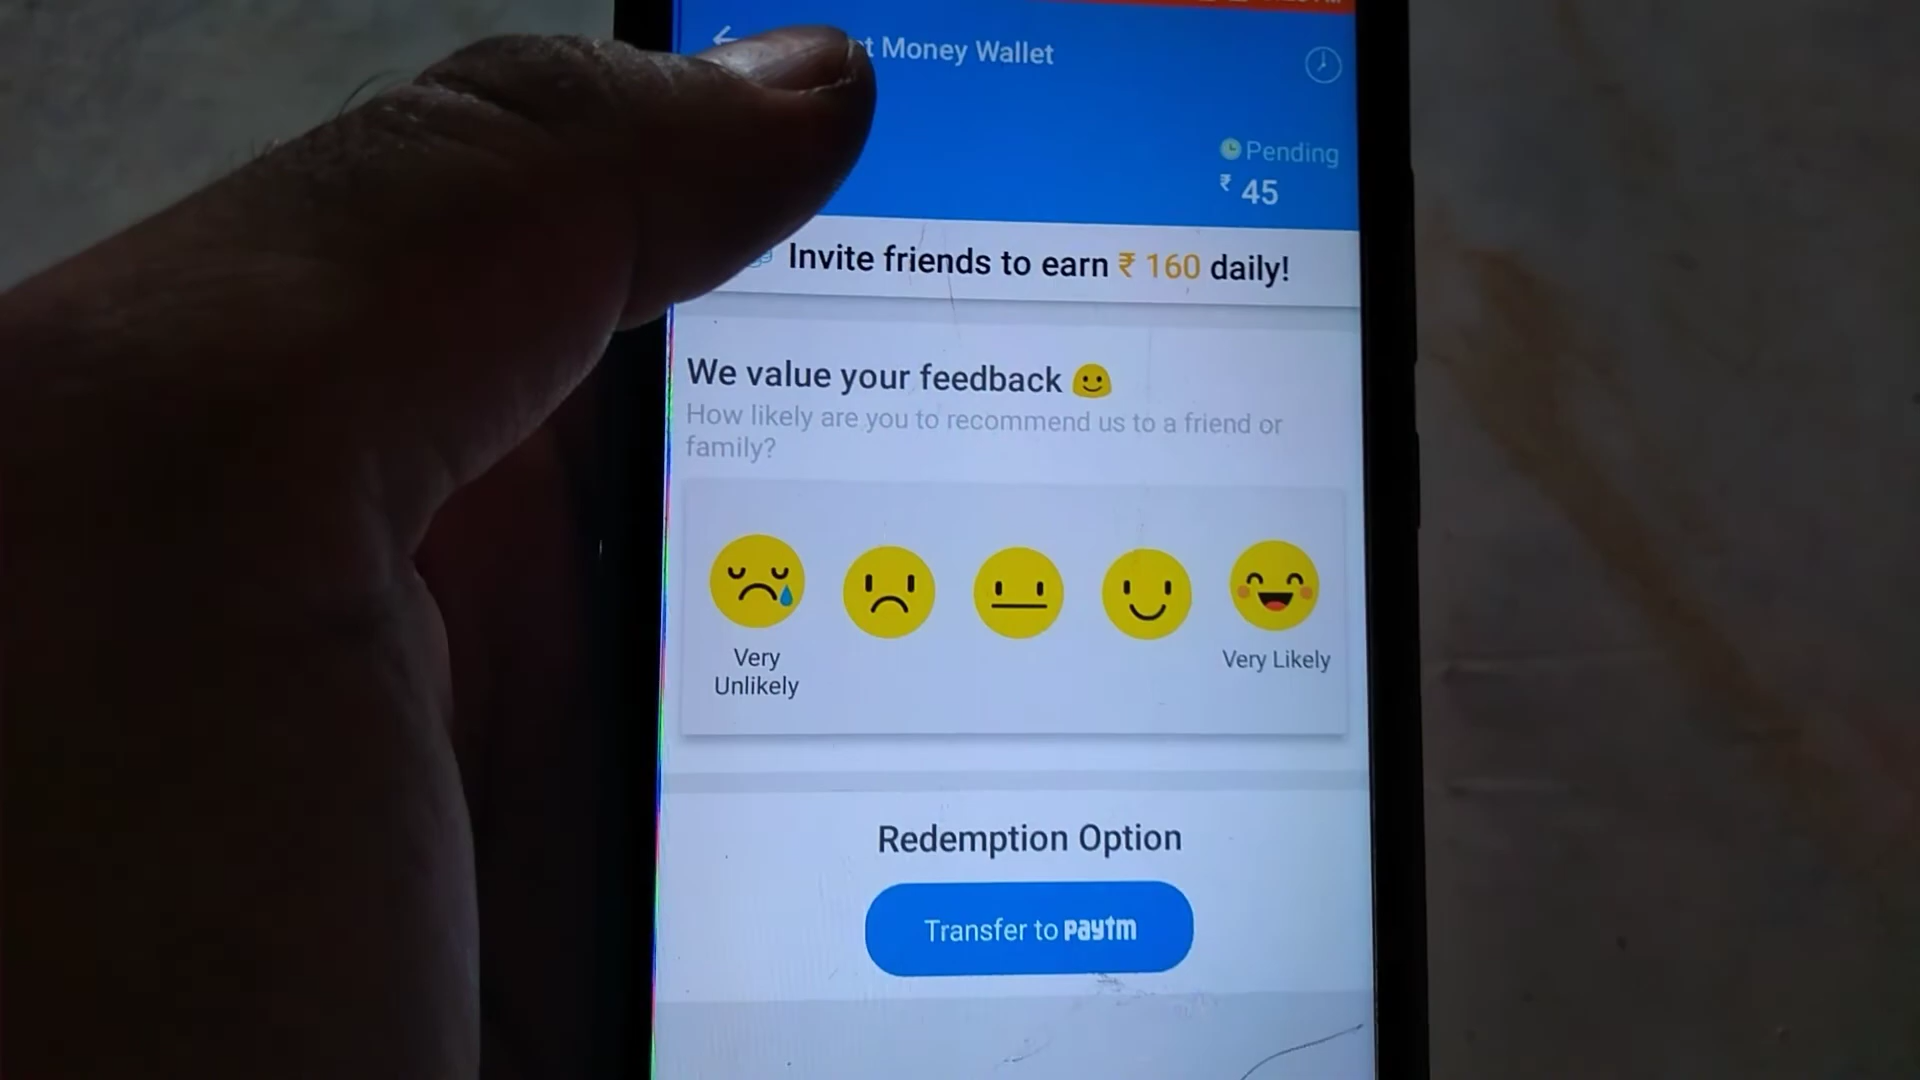 Money Wallet
Pending
₹ 45
Invite friends to earn ₹ 160 daily!
We value your feedback
How likely are you to recommend us to a friend or
family?
Very
Unlikely
Very Likely
Redemption Option
Transfer to paytm